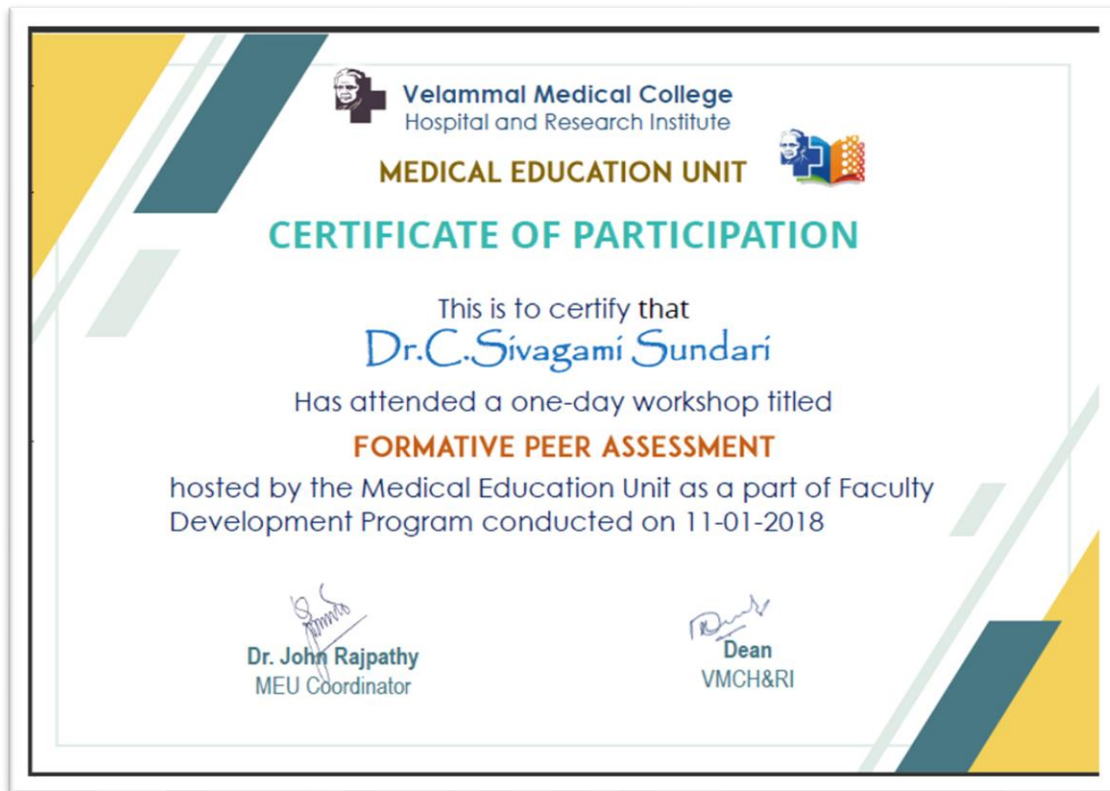 Velammal Medical College
Hospital and Research Institute
MEDICAL EDUCATION UNIT
CERTIFICATE OF PARTICIPATION
This is to certify that
Dr.C.Sivagami Sundari
Has attended a one-day workshop titled
FORMATIVE PEER ASSESSMENT
hosted by the Medical Education Unit as a part of Faculty
Development Program conducted on 11-01-2018
Dr. John Rajpathy
MEU Coordinator
Dean
VMCH&RI